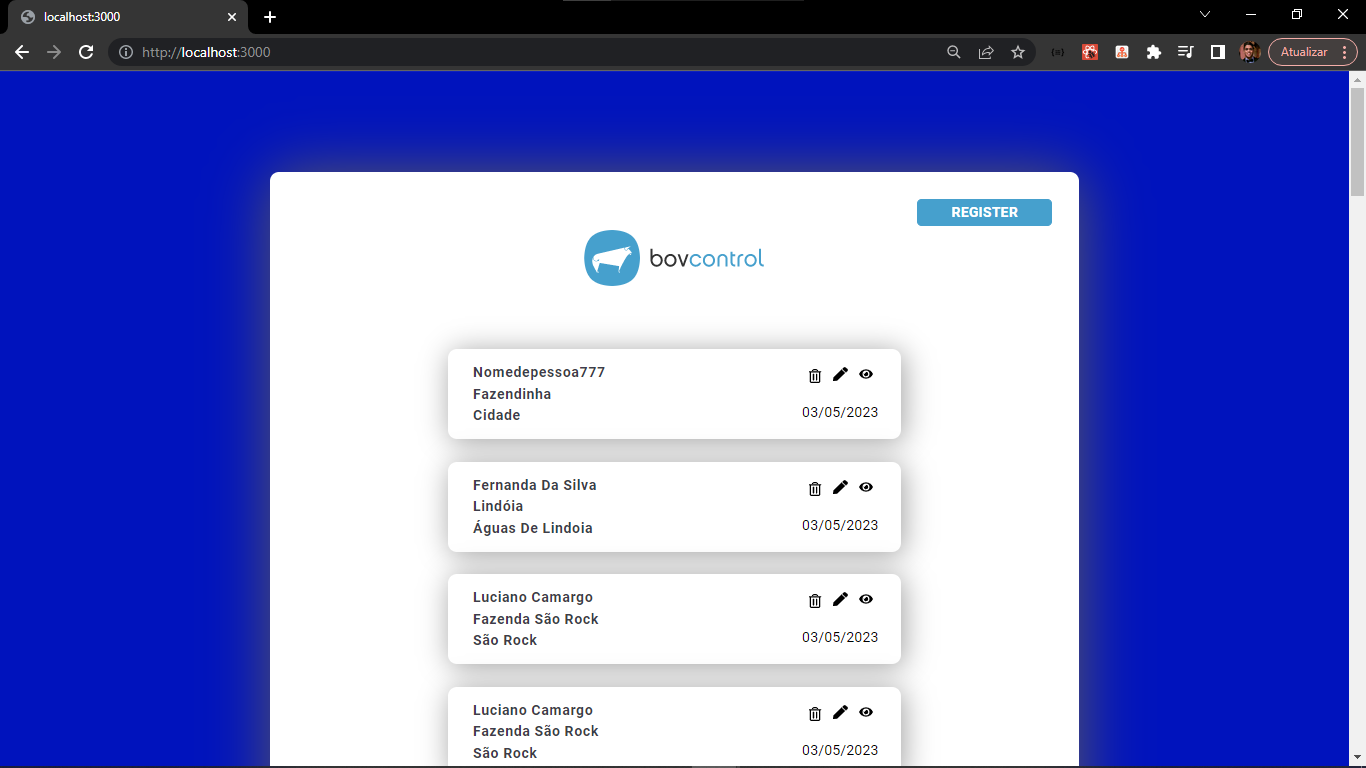 localhost:3000
http://localhost:3000
Atualizar
REGISTER
bovcontrol
Nomedepessoa777
Fazendinha
Cidade
03/05/2023
Fernanda Da Silva
Lindóia
Águas De Lindoia
03/05/2023
Luciano Camargo
Fazenda São Rock
São Rock
03/05/2023
Luciano Camargo
Fazenda São Rock
São Rock
03/05/2023